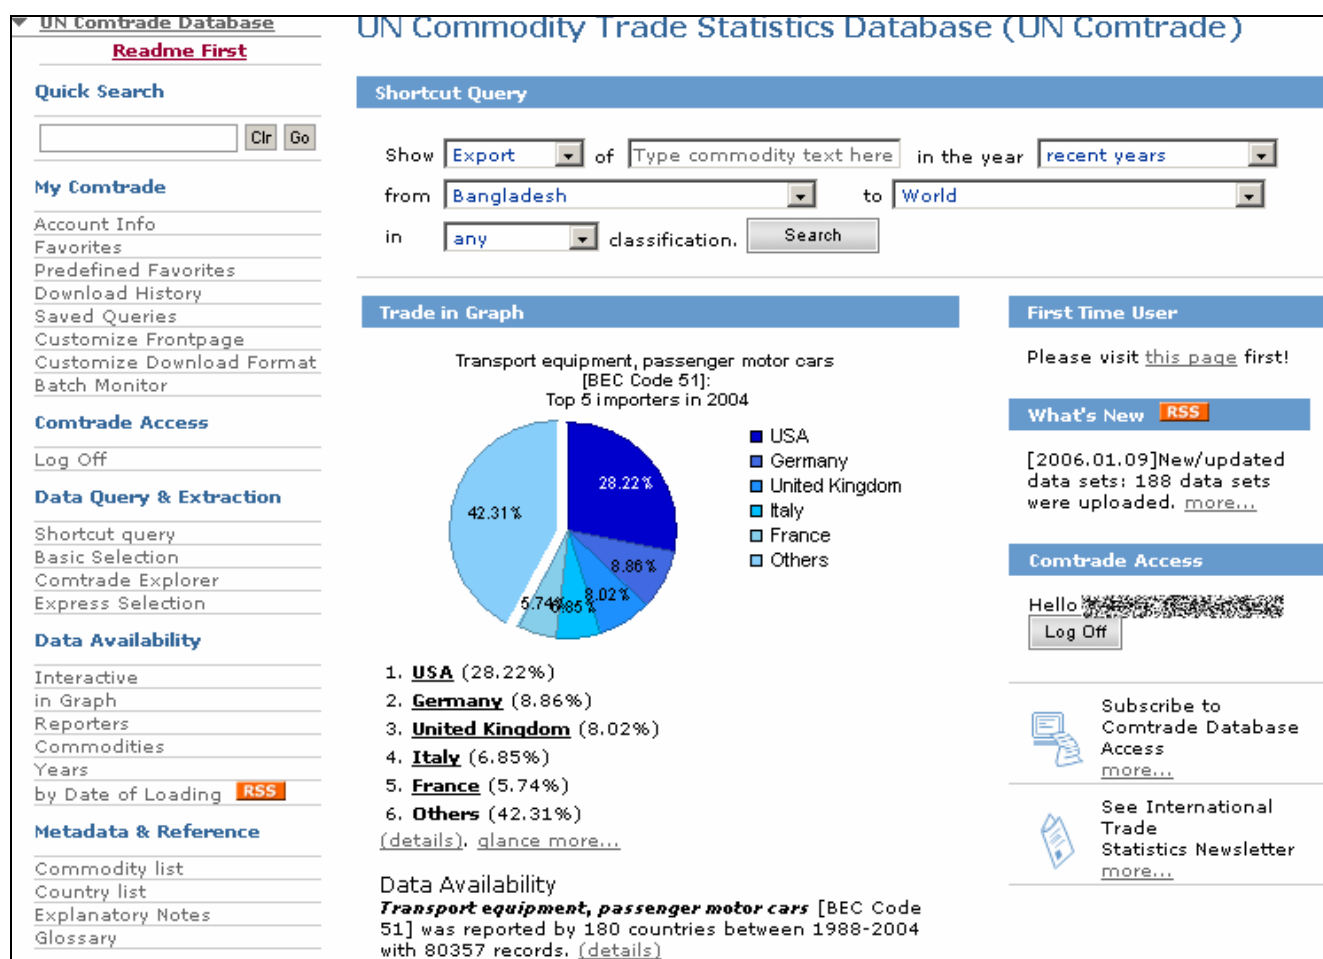 UN Comtrade Database
Readme First
Quick Search
Clr Go
My Comtrade
Account Info
Favorites
Predefined Favorites
Download History
Saved Queries
Customize Frontpage
Customize Download Format
Batch Monitor
Comtrade Access
Log Off
Data Query & Extraction
Shortcut query
Basic Selection
Comtrade Explorer
Express Selection
Data Availability
Interactive
in Graph
Reporters
Commodities
Years
by Date of Loading RSS
Metadata & Reference
Commodity list
Country list
Explanatory Notes
Glossary
UN Commodity Trade Statistics Database (UN Comtrade)
Shortcut Query
Show Export of Type commodity text here in the year recent years
from Bangladesh to World
in any classification. Search
Trade in Graph
Transport equipment, passenger motor cars
[BEC Code 51]:
Top 5 importers in 2004
28.22%
8.86%
8.02%
6.85%
5.74%
42.31%
USA
Germany
United Kingdom
Italy
France
Others
1. USA (28.22%)
2. Germany (8.86%)
3. United Kingdom (8.02%)
4. Italy (6.85%)
5. France (5.74%)
6. Others (42.31%)
(details). glance more...
Data Availability
Transport equipment, passenger motor cars [BEC Code
51] was reported by 180 countries between 1988-2004
with 80357 records. (details)
First Time User
Please visit this page first!
What's New RSS
[2006.01.09]New/updated
data sets: 188 data sets
were uploaded. more...
Comtrade Access
Hello
Log Off
Subscribe to
Comtrade Database
Access
more...
See International
Trade
Statistics Newsletter
more...